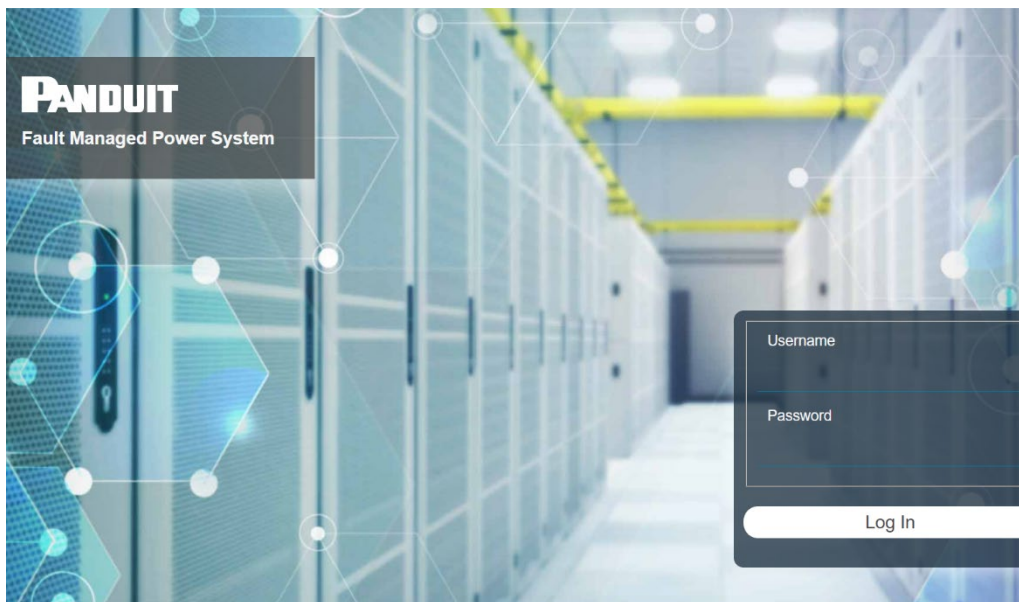 PANDUIT
Fault Managed Power System
Username
Password
Log In